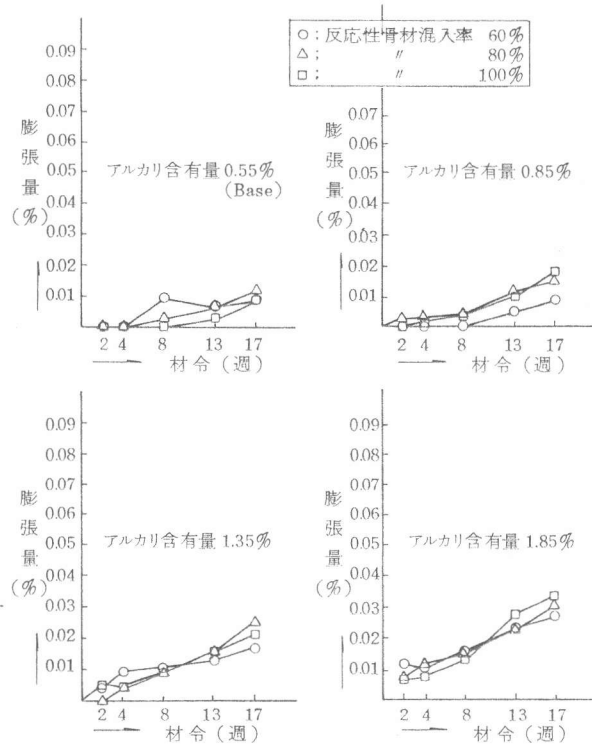 ○；反応性骨材混入率 60%
△； 〃 80%
□； 〃 100%
0.09
0.08
0.07
0.06
0.05
0.04
0.03
0.02
0.01
膨張量(%)
アルカリ含有量 0.55%
(Base)
2 4 8 13 17
材令(週)
0.07
0.06
0.05
0.04
0.03
0.02
0.01
膨張量(%)
アルカリ含有量 0.85%
2 4 8 13 17
材令(週)
0.09
0.08
0.07
0.06
0.05
0.04
0.03
0.02
0.01
膨張量(%)
アルカリ含有量 1.35%
2 4 8 13 17
材令(週)
0.09
0.08
0.07
0.06
0.05
0.04
0.03
0.02
0.01
膨張量(%)
アルカリ含有量 1.85%
2 4 8 13 17
材令(週)